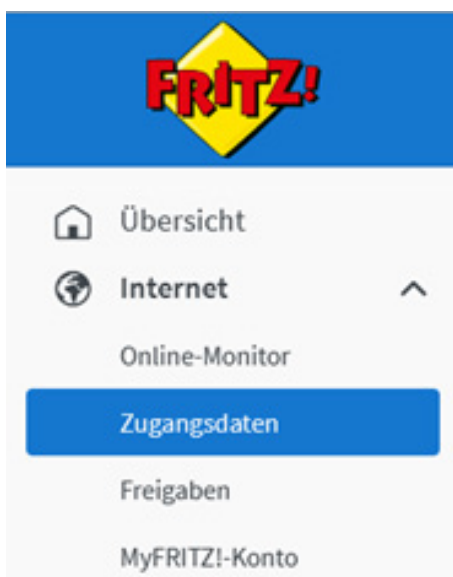 FRITZ!
Übersicht
Internet
Online-Monitor
Zugangsdaten
Freigaben
MyFRITZ!-Konto